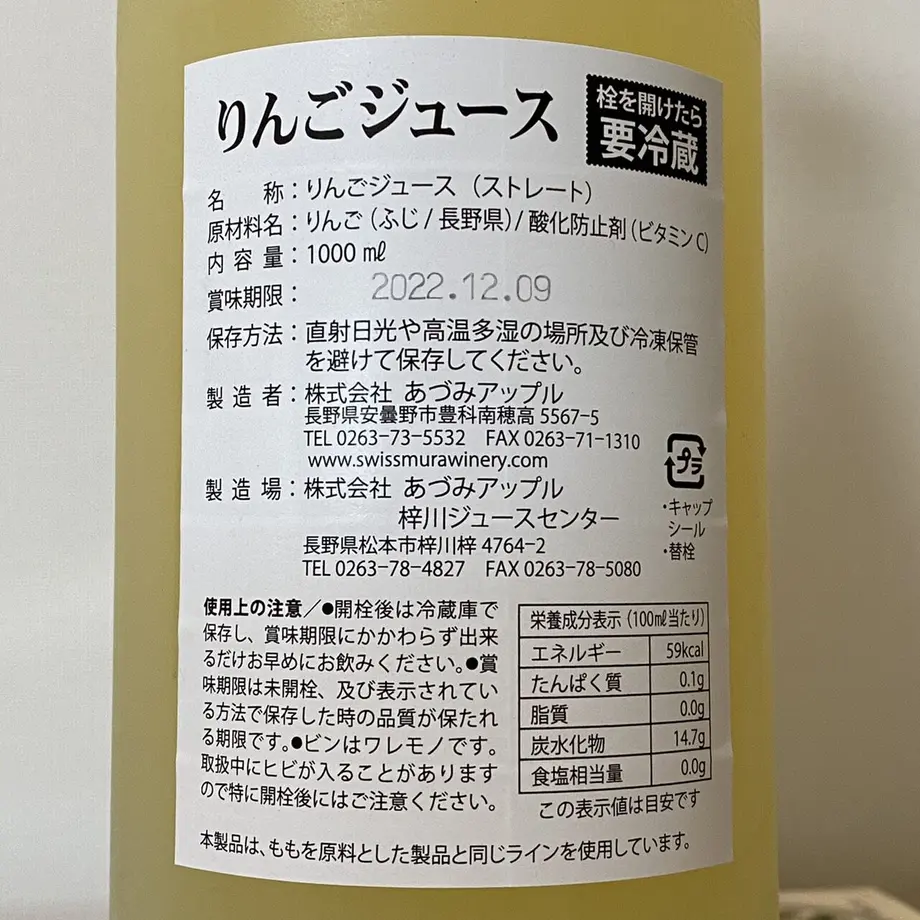 りんごジュース
栓を開けたら
要冷蔵
名称：りんごジュース（ストレート）
原材料名：りんご（ふじ/長野県）/酸化防止剤（ビタミンC）
内容量：1000㎖
賞味期限：2022.12.09
保存方法：直射日光や高温多湿の場所及び冷凍保管
を避けて保存してください。
製造者：株式会社 あづみアップル
長野県安曇野市豊科南穂高5567-5
TEL 0263-73-5532 FAX 0263-71-1310
www.swissmurawinery.com
製造場：株式会社 あづみアップル
梓川ジュースセンター
長野県松本市梓川梓4764-2
TEL 0263-78-4827 FAX 0263-78-5080
プラ
・キャップ
シール
・替栓
使用上の注意／●開栓後は冷蔵庫で
保存し、賞味期限にかかわらず出来
るだけお早めにお飲みください。●賞
味期限は未開栓、及び表示されてい
る方法で保存した時の品質が保たれ
る期限です。●ビンはワレモノです。
取扱中にヒビが入ることがあります
ので特に開栓後にはご注意ください。
栄養成分表示（100㎖当たり）
エネルギー 59kcal
たんぱく質 0.1g
脂質 0.0g
炭水化物 14.7g
食塩相当量 0.0g
この表示値は目安です
本製品は、ももを原料とした製品と同じラインを使用しています。